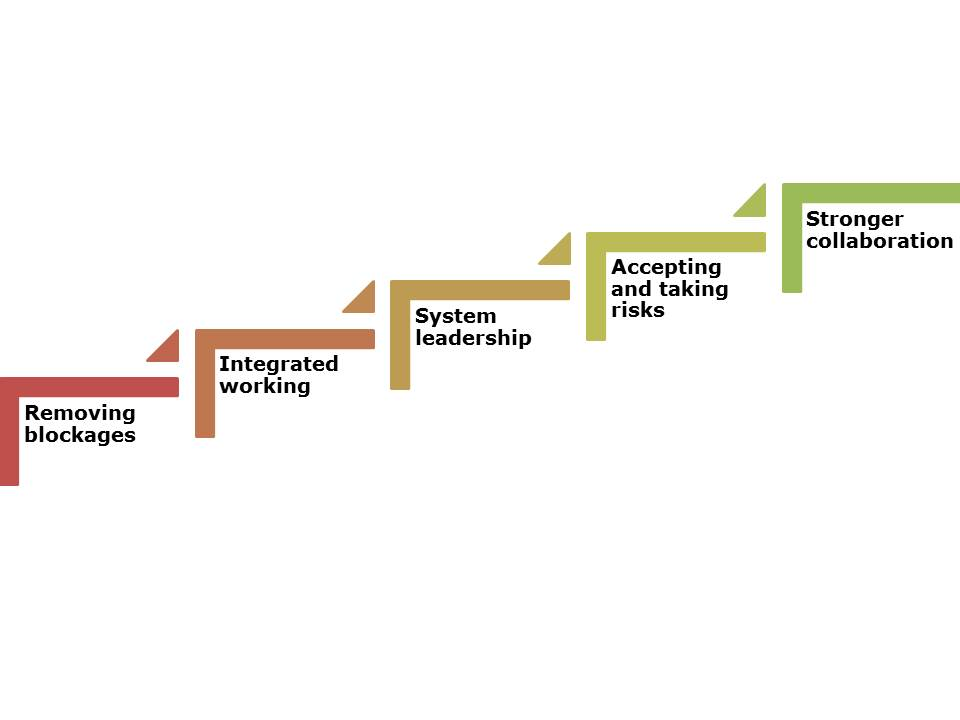 Removing
blockages
Integrated
working
System
leadership
Accepting
and taking
risks
Stronger
collaboration